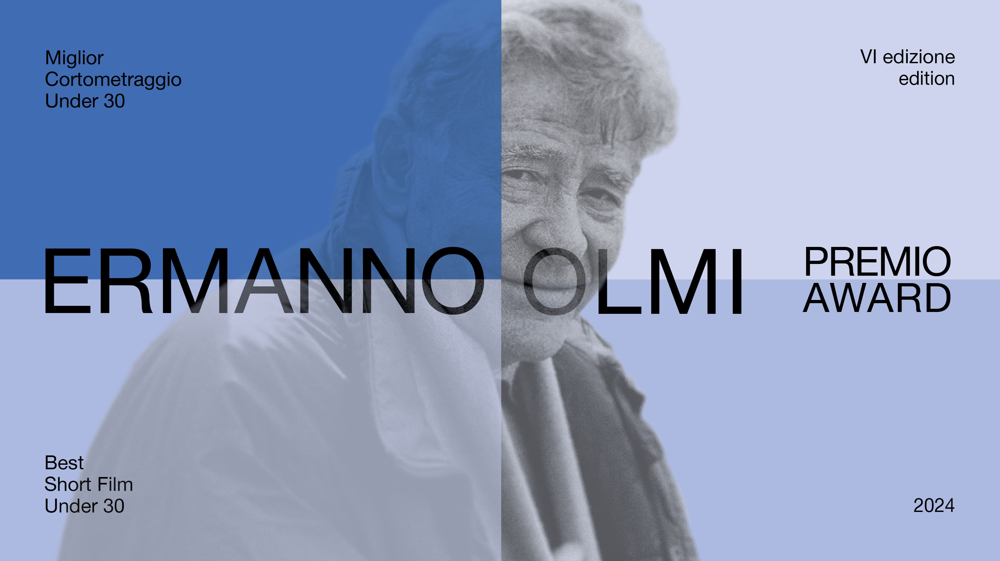 Miglior
Cortometraggio
Under 30
VI edizione
edition
ERMANNO OLMI
PREMIO
AWARD
Best
Short Film
Under 30
2024